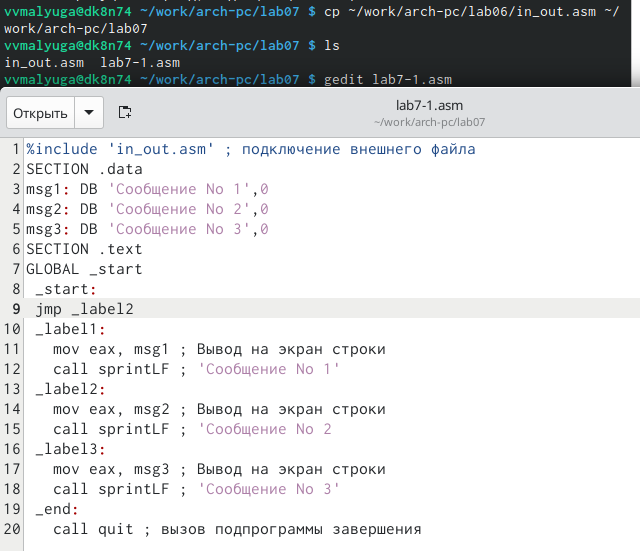 vvmalyuga@dk8n74 ~/work/arch-pc/lab07 $ cp ~/work/arch-pc/lab06/in_out.asm ~/
work/arch-pc/lab07
vvmalyuga@dk8n74 ~/work/arch-pc/lab07 $ ls
in_out.asm  lab7-1.asm
vvmalyuga@dk8n74 ~/work/arch-pc/lab07 $ gedit lab7-1.asm
Открыть
lab7-1.asm
~/work/arch-pc/lab07
1 %include 'in_out.asm' ; подключение внешнего файла
2 SECTION .data
3 msg1: DB 'Сообщение No 1',0
4 msg2: DB 'Сообщение No 2',0
5 msg3: DB 'Сообщение No 3',0
6 SECTION .text
7 GLOBAL _start
8  _start:
9  jmp _label2
10  _label1:
11    mov eax, msg1 ; Вывод на экран строки
12    call sprintLF ; 'Сообщение No 1'
13  _label2:
14    mov eax, msg2 ; Вывод на экран строки
15    call sprintLF ; 'Сообщение No 2
16  _label3:
17    mov eax, msg3 ; Вывод на экран строки
18    call sprintLF ; 'Сообщение No 3'
19  _end:
20    call quit ; вызов подпрограммы завершения